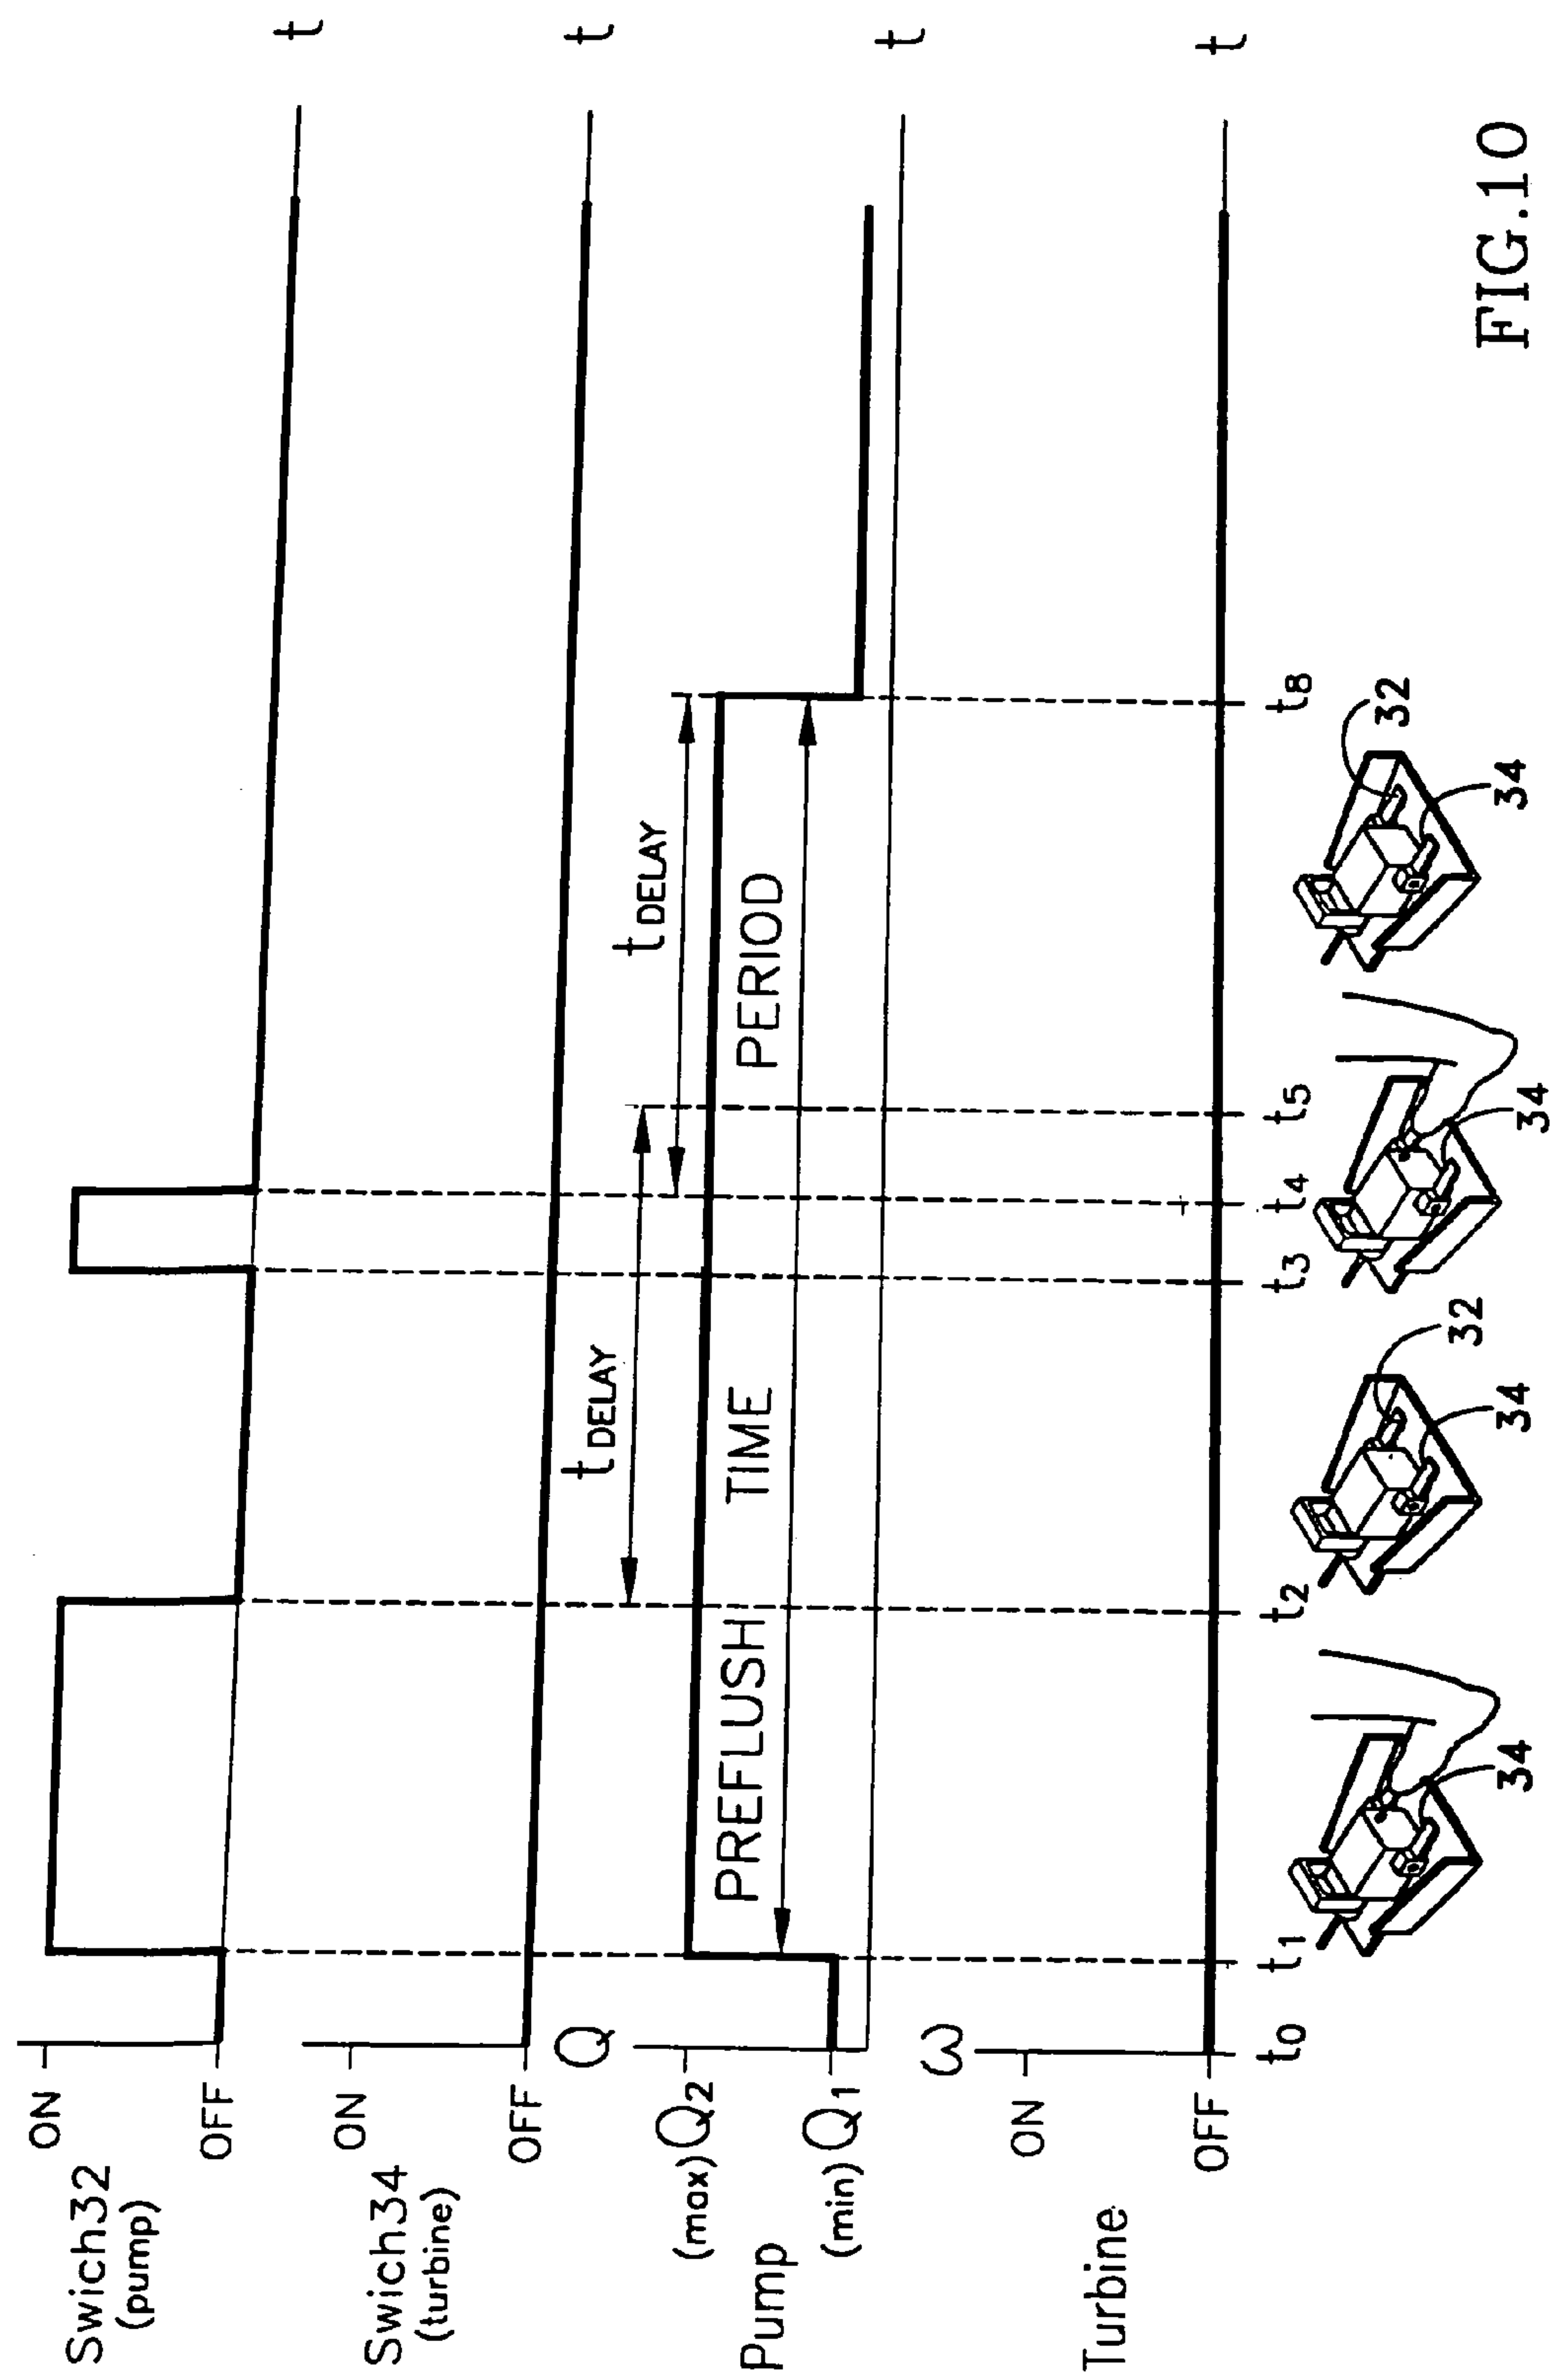 Swich32
(pump)
ON
OFF
t
Swich34
(turbine)
ON
OFF
t
Pump
Q
(max) Q2
(min) Q1
tDELAY
tDELAY
PREFLUSH TIME PERIOD
t
Turbine
ω
ON
OFF
t
t0
t1
t2
t3
t4
t5
t8
34
32
34
34
32
34
FIG.10